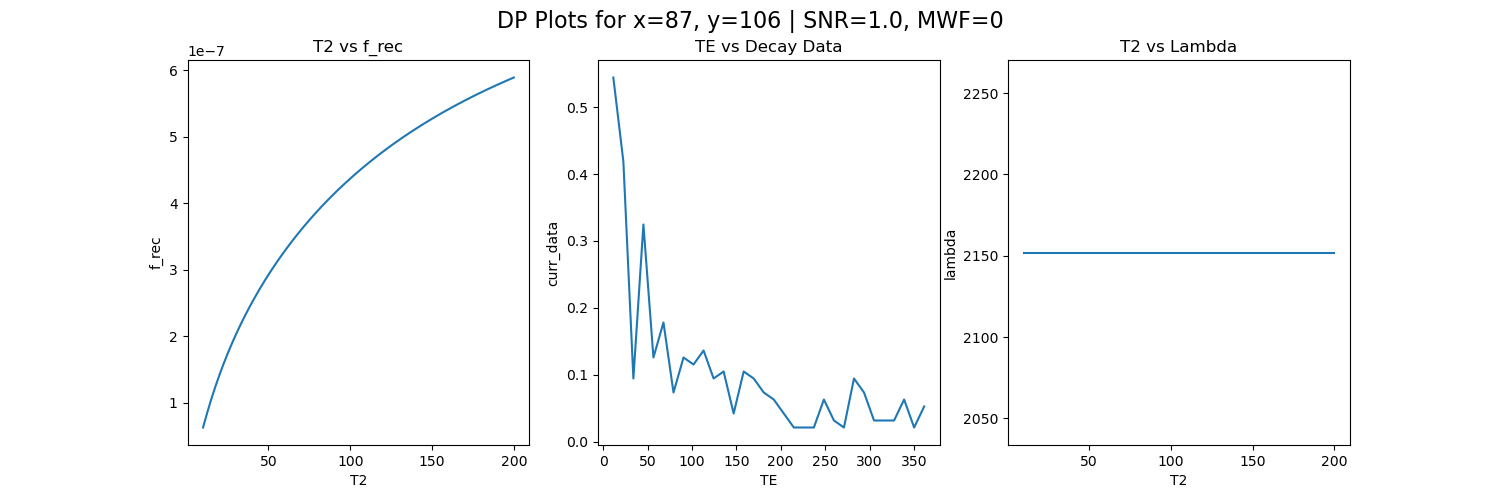 DP Plots for x=87, y=106 | SNR=1.0, MWF=0
T2 vs f_rec
1e−7
6
5
4
3
2
1
f_rec
50 100 150 200
T2
TE vs Decay Data
0.5
0.4
0.3
0.2
0.1
0.0
curr_data
0 50 100 150 200 250 300 350
TE
T2 vs Lambda
2250
2200
2150
2100
2050
lambda
50 100 150 200
T2